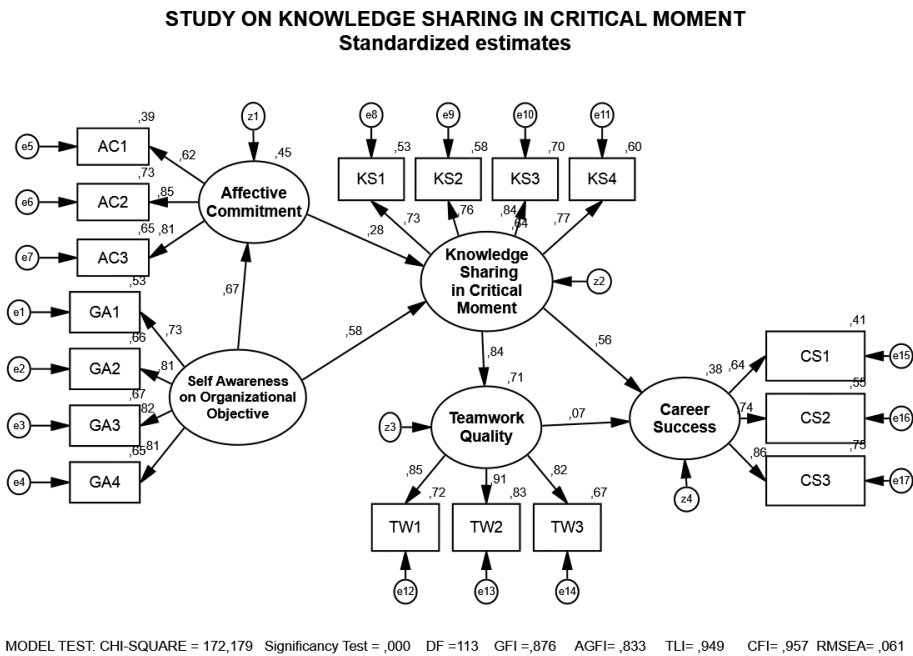 STUDY ON KNOWLEDGE SHARING IN CRITICAL MOMENT
Standardized estimates
z1
e8
e9
e10
e11
,39
e5
AC1
,62
,45
,53
,58
,70
,60
KS1
KS2
KS3
KS4
,73
e6
AC2
,85
Affective
Commitment
,65
,81
e7
AC3
,73
,76
,84
,64
,77
,28
Knowledge
Sharing
in Critical
Moment
z2
,53
e1
GA1
,73
,67
,66
e2
GA2
,81
,58
,67
e3
GA3
,82
Self Awareness
on Organizational
Objective
,65
,81
e4
GA4
,84
,56
,71
z3
Teamwork
Quality
,07
,38
Career
Success
z4
,64
,41
CS1
e15
,74
,55
CS2
e16
,86
,75
CS3
e17
,85
,91
,82
,72
,83
,67
TW1
TW2
TW3
e12
e13
e14
MODEL TEST: CHI-SQUARE = 172,179 Significancy Test = ,000 DF =113 GFI =,876 AGFI= ,833 TLI= ,949 CFI= ,957 RMSEA= ,061